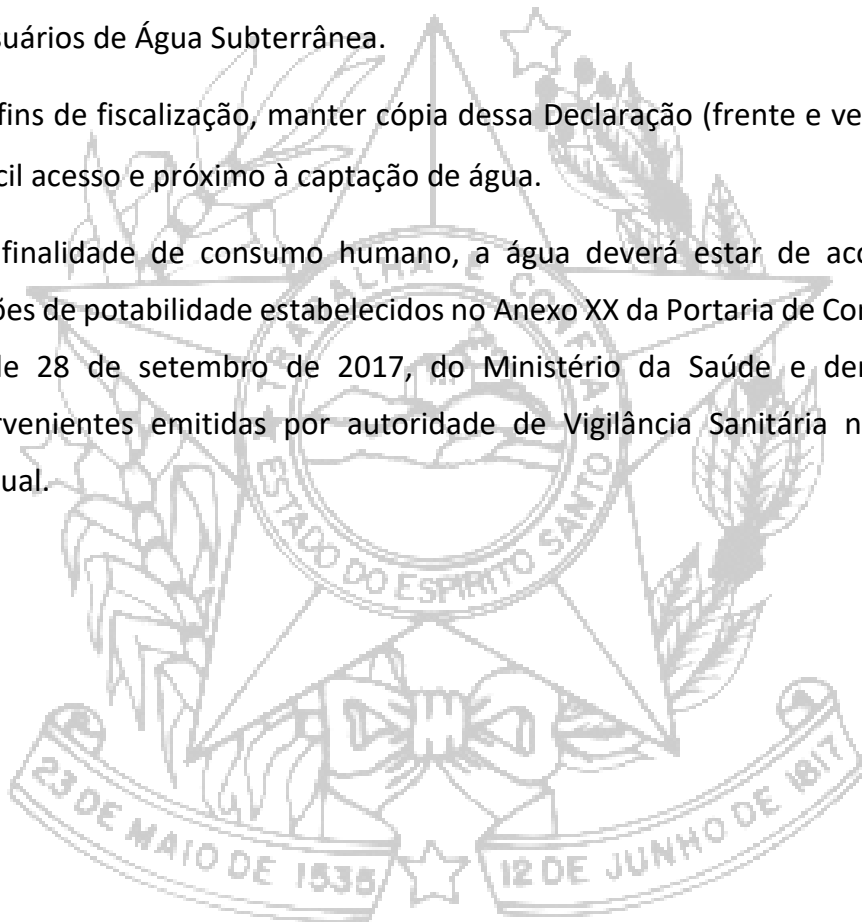 suários de Água Subterrânea.
fins de fiscalização, manter cópia dessa Declaração (frente e ve
cil acesso e próximo à captação de água.
finalidade de consumo humano, a água deverá estar de aco
ões de potabilidade estabelecidos no Anexo XX da Portaria de Con
de 28 de setembro de 2017, do Ministério da Saúde e den
rvenientes emitidas por autoridade de Vigilância Sanitária n
ual.
TRABALHA E CONFIA
ESTADO DO ESPIRITO SANTO
23 DE MAIO DE 1535
12 DE JUNHO DE 1817